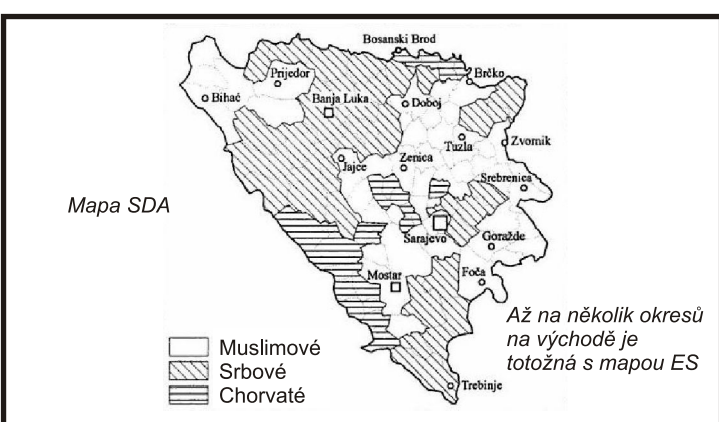 Bosanski Brod
Prijedor
Brčko
Bihać
Banja Luka
Doboj
Tuzla
Zvornik
Jajce
Zenica
Srebrenica
Mapa SDA
Sarajevo
Goražde
Mostar
Foča
Až na několik okresů
na východě je
totožná s mapou ES
Muslimové
Srbové
Chorvaté
Trebinje